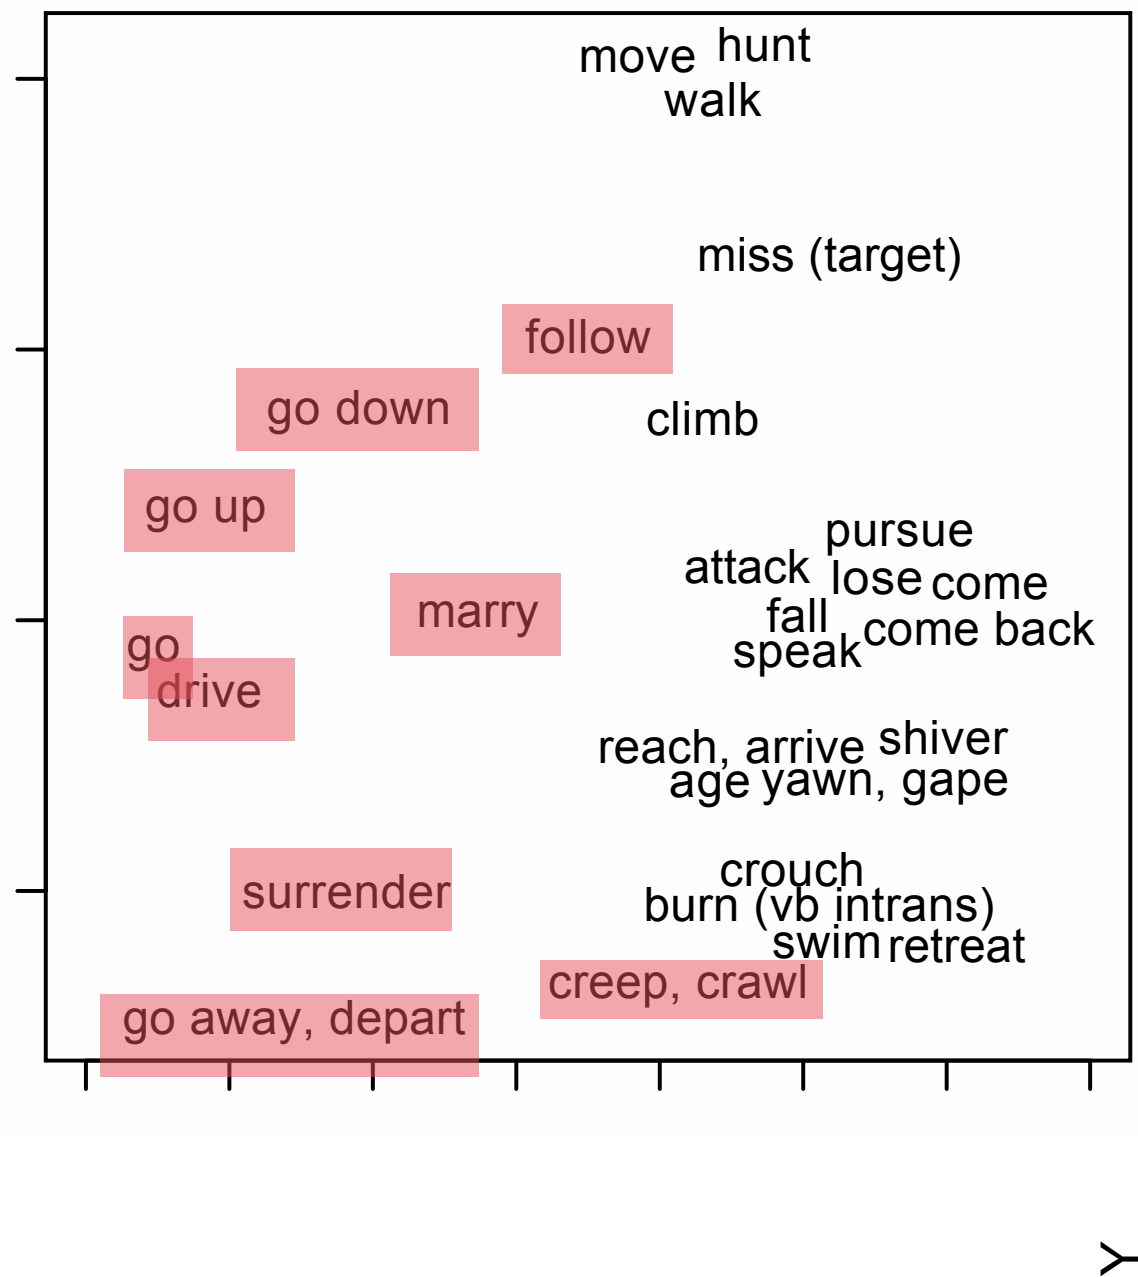 move hunt
walk
miss (target)
follow
go down
climb
go up
pursue
attack lose come
fall come back
go speak
marry
drive
reach, arrive shiver
age yawn, gape
crouch
surrender burn (vb intrans)
swim retreat
creep, crawl
go away, depart
Y